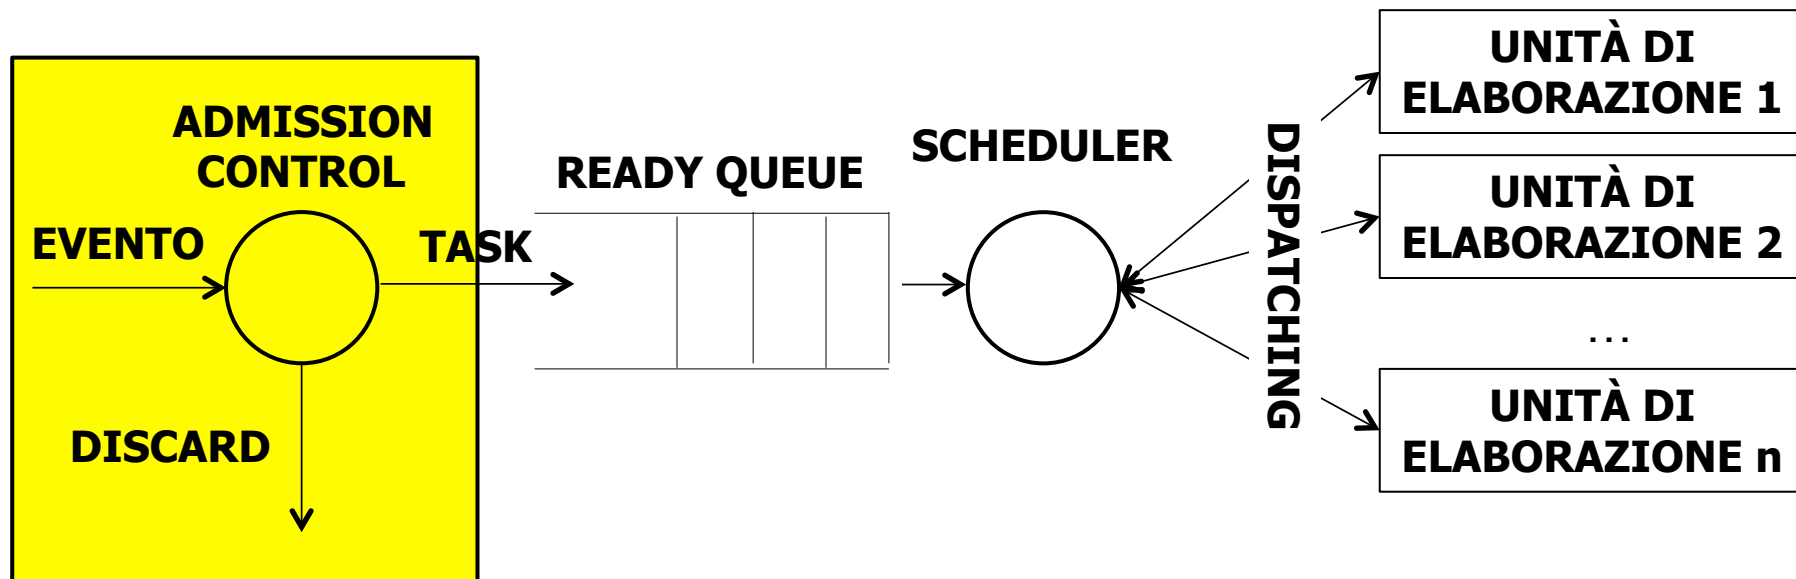 ADMISSION
CONTROL
EVENTO
TASK
DISCARD
READY QUEUE
SCHEDULER
DISPATCHING
UNITÀ DI
ELABORAZIONE 1
UNITÀ DI
ELABORAZIONE 2
...
UNITÀ DI
ELABORAZIONE n